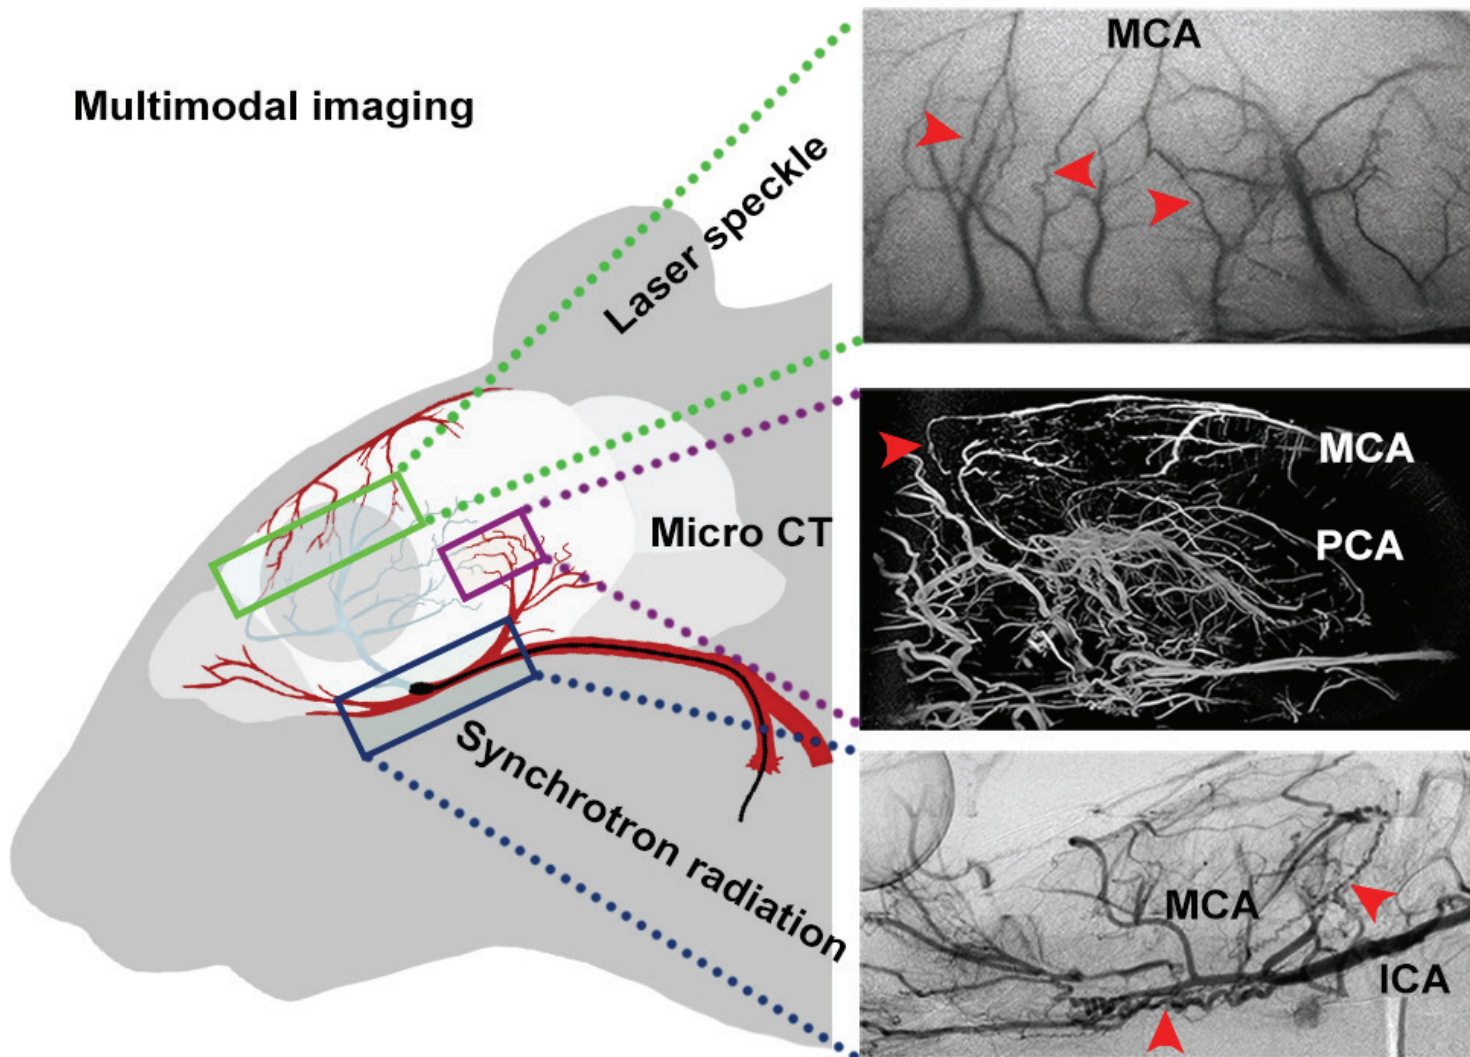 Multimodal imaging
Laser speckle
MCA
Micro CT
MCA
PCA
Synchrotron radiation
MCA
ICA